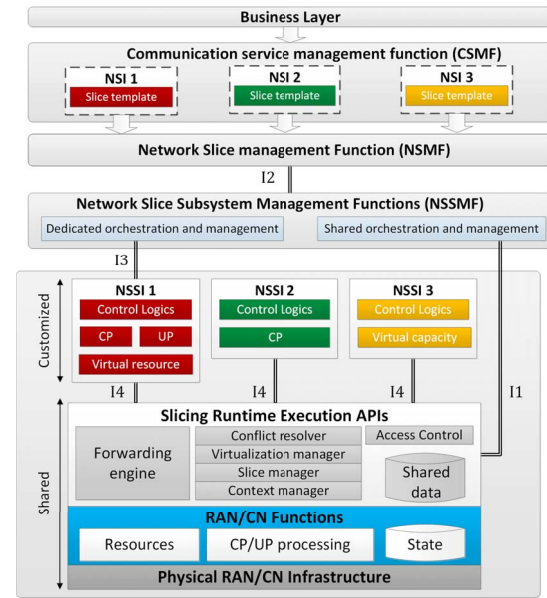 Business Layer
Communication service management function (CSMF)
NSI 1
Slice template
NSI 2
Slice template
NSI 3
Slice template
Network Slice management Function (NSMF)
I2
Network Slice Subsystem Management Functions (NSSMF)
Dedicated orchestration and management
Shared orchestration and management
I3
Customized
NSSI 1
Control Logics
CP
UP
Virtual resource
NSSI 2
Control Logics
CP
NSSI 3
Control Logics
Virtual capacity
I4
I4
I4
I1
Shared
Slicing Runtime Execution APIs
Forwarding
engine
Conflict resolver
Virtualization manager
Slice manager
Context manager
Access Control
Shared
data
RAN/CN Functions
Resources
CP/UP processing
State
Physical RAN/CN Infrastructure